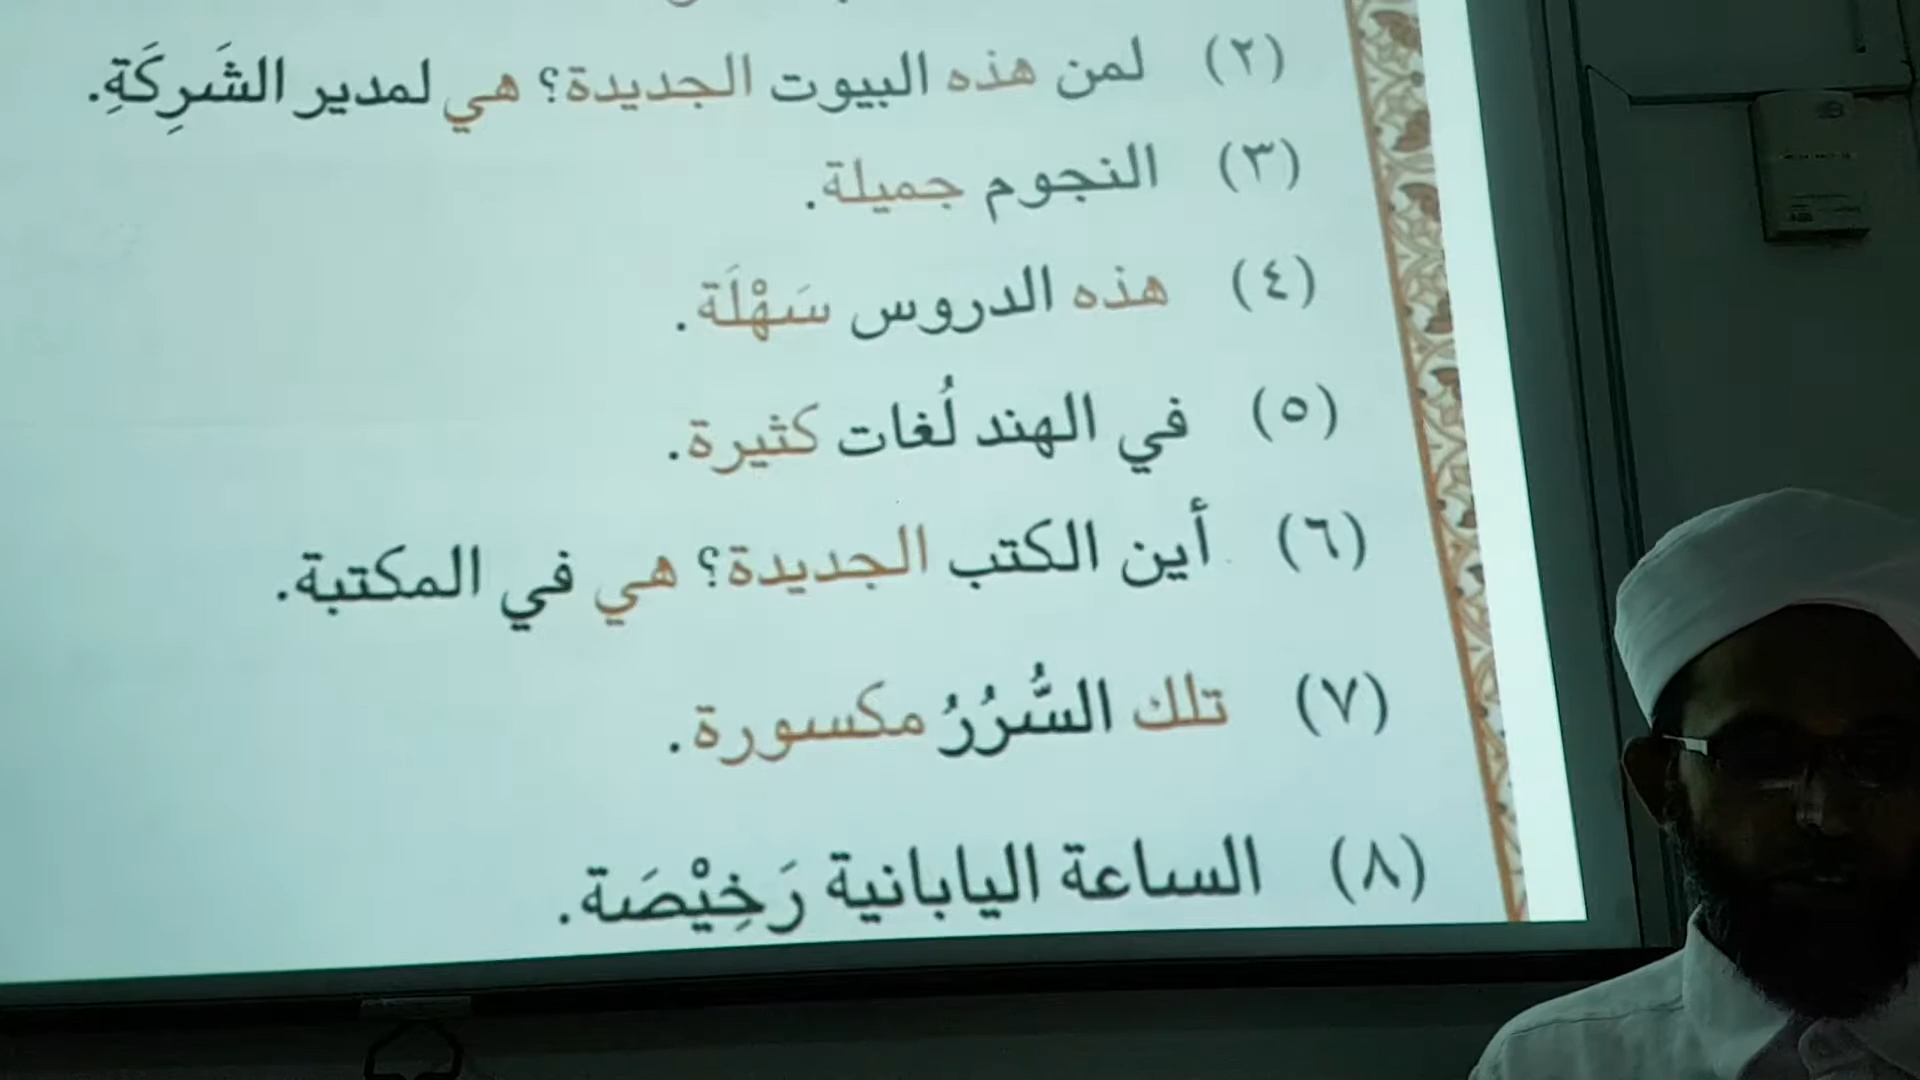 (٢) لمن هذه البيوت الجديدة؟ هي لمدير الشَرِكَةِ.
(٣) النجوم جميلة.
(٤) هذه الدروس سَهْلَة.
(٥) في الهند لُغات كثيرة.
(٦) أين الكتب الجديدة؟ هي في المكتبة.
(٧) تلك السُّرُرُ مكسورة.
(٨) الساعة اليابانية رَخِيْصَة.